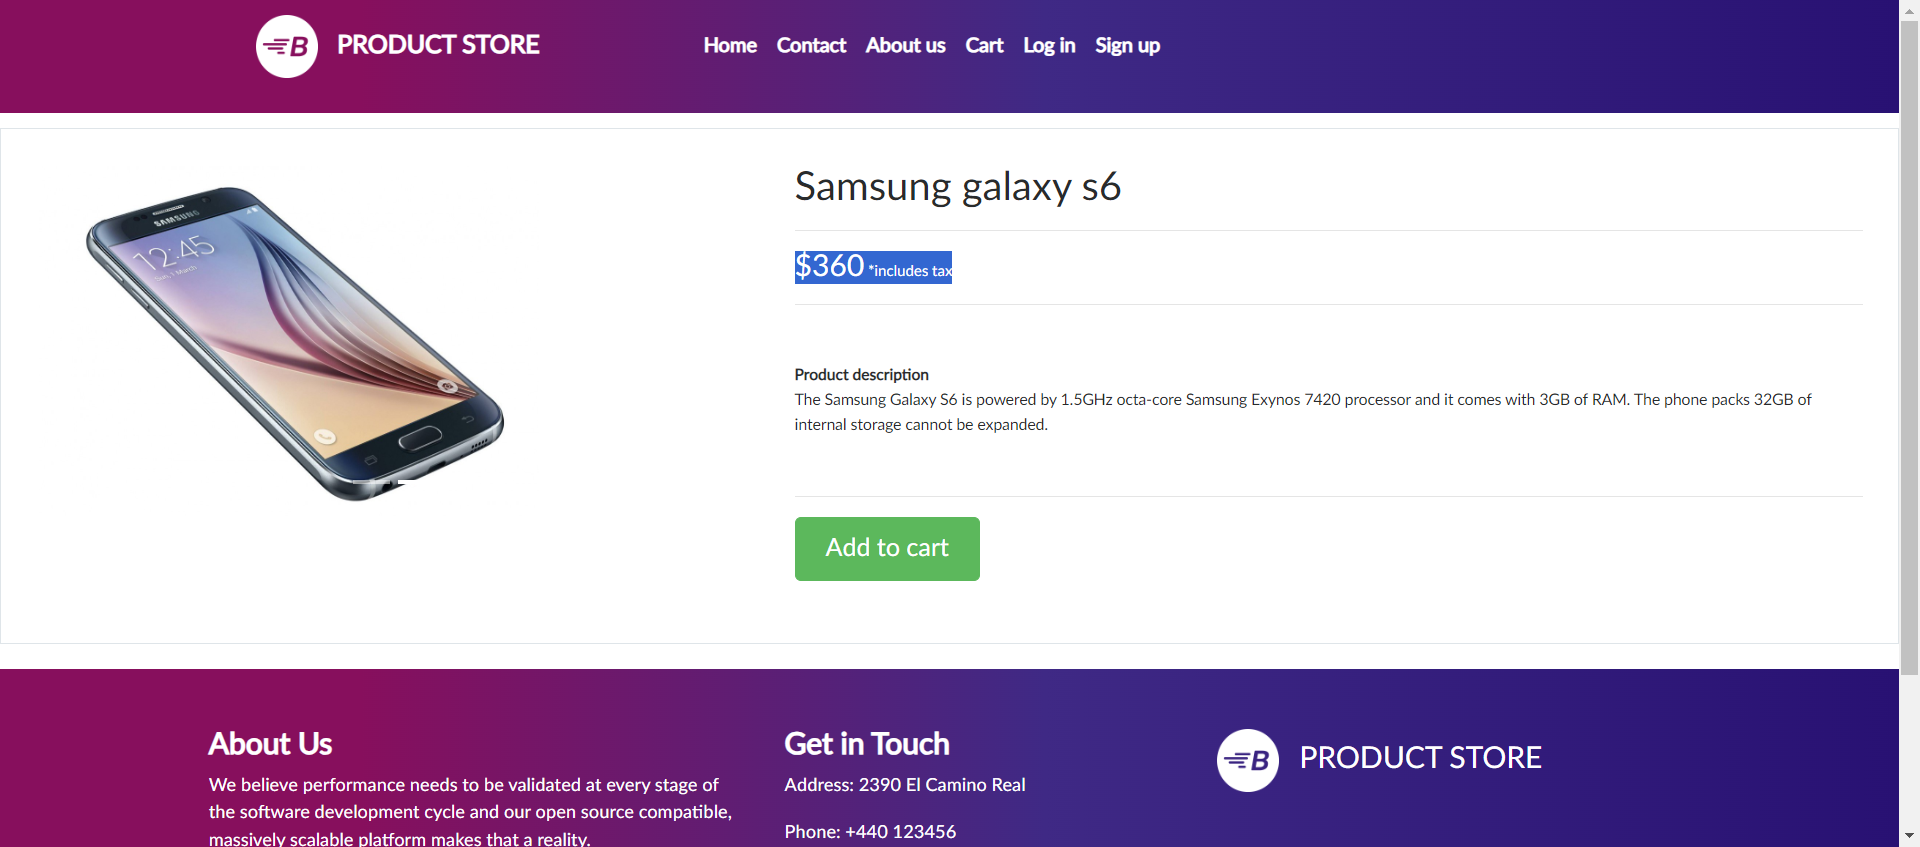 B PRODUCT STORE
Home Contact About us Cart Log in Sign up
SAMSUNG
12:45
Sun, 1 March
Samsung galaxy s6
$360 *includes tax
Product description
The Samsung Galaxy S6 is powered by 1.5GHz octa-core Samsung Exynos 7420 processor and it comes with 3GB of RAM. The phone packs 32GB of
internal storage cannot be expanded.
Add to cart
About Us
We believe performance needs to be validated at every stage of
the software development cycle and our open source compatible,
massively scalable platform makes that a reality.
Get in Touch
Address: 2390 El Camino Real
Phone: +440 123456
B PRODUCT STORE